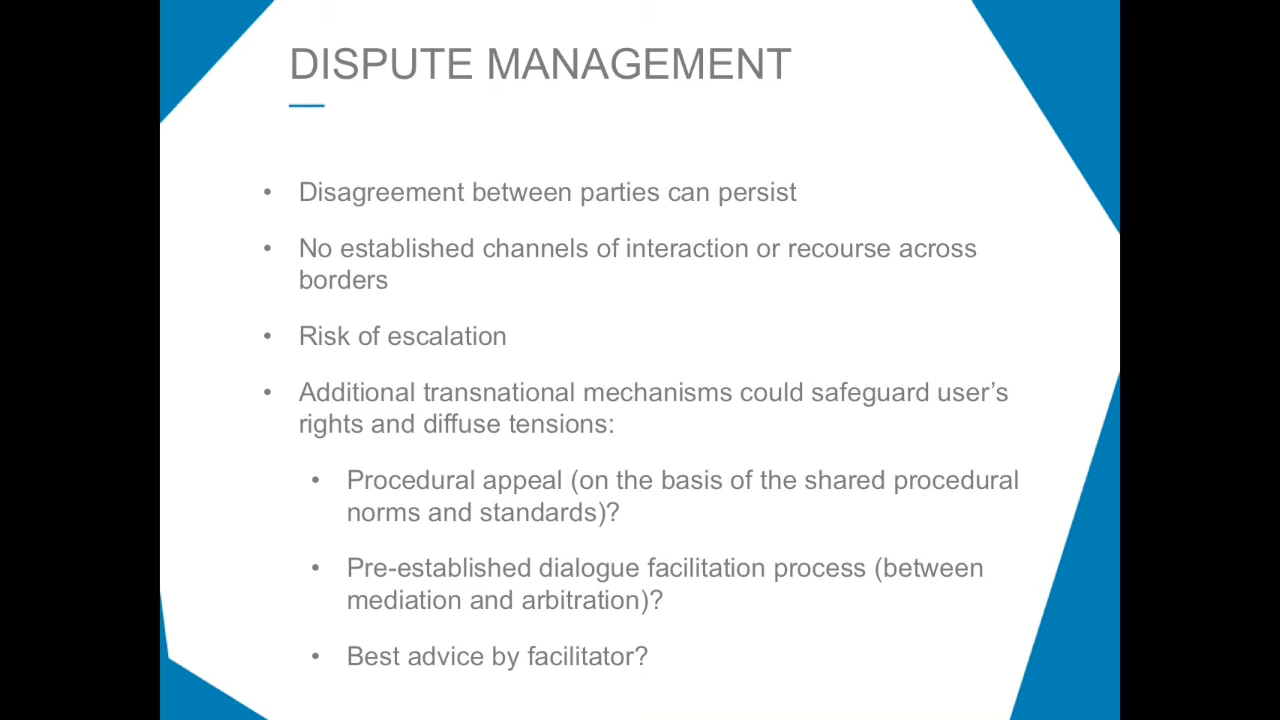 DISPUTE MANAGEMENT
• Disagreement between parties can persist
• No established channels of interaction or recourse across
borders
• Risk of escalation
• Additional transnational mechanisms could safeguard user’s
rights and diffuse tensions:
• Procedural appeal (on the basis of the shared procedural
norms and standards)?
• Pre-established dialogue facilitation process (between
mediation and arbitration)?
• Best advice by facilitator?